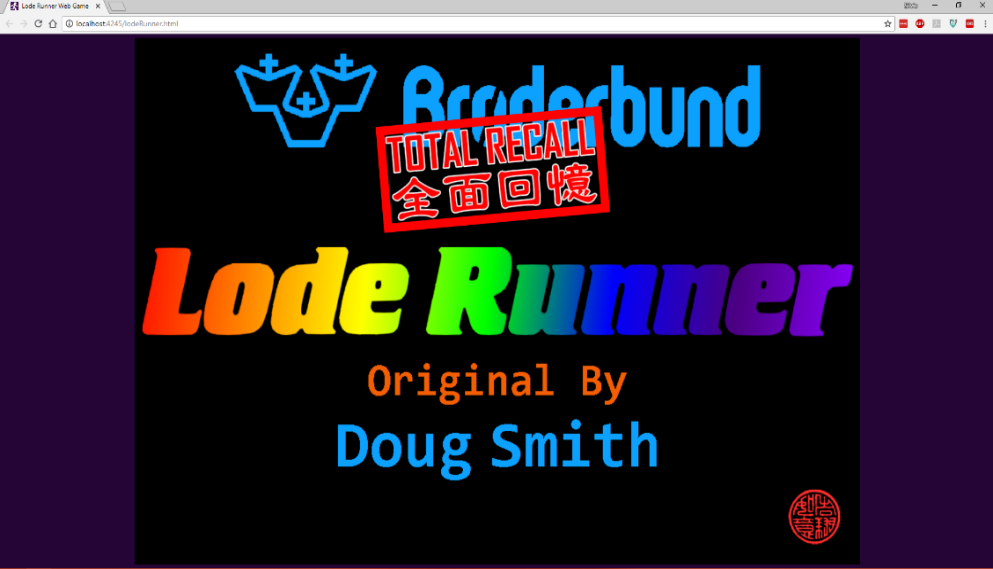 Lode Runner Web Game
localhost:4245/lodeRunner.html
Brøderbund
TOTAL RECALL
全面回憶
Lode Runner
Original By
Doug Smith